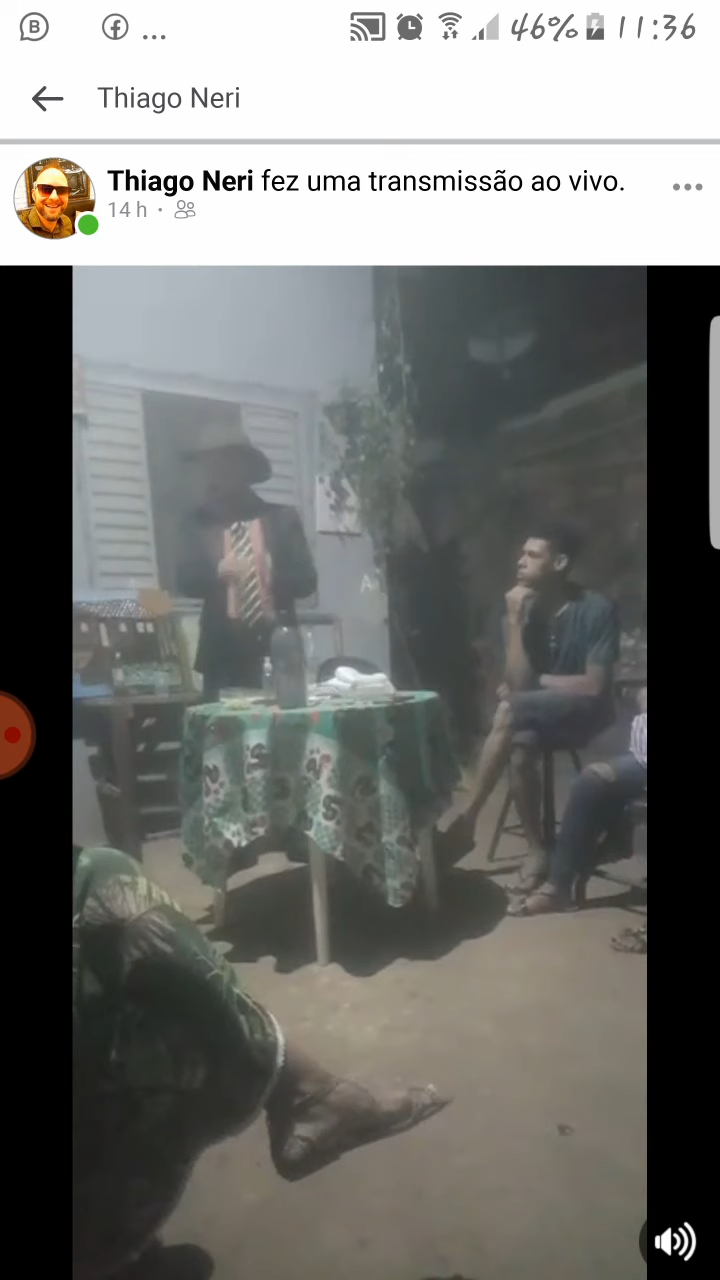 B ... 46% 11:36
Thiago Neri
Thiago Neri fez uma transmissão ao vivo.
14 h ·